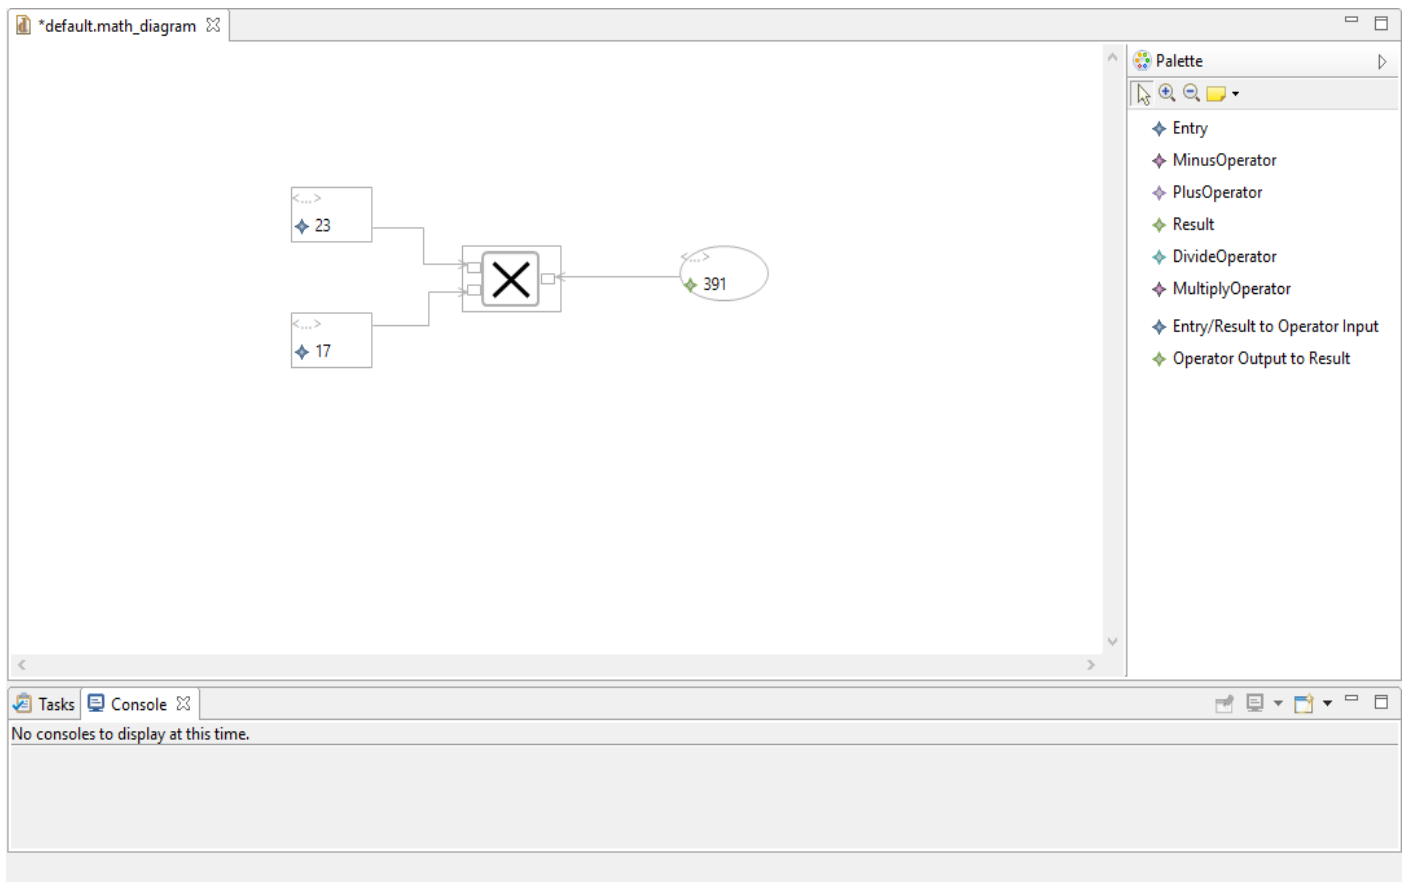 *default.math_diagram
Palette
Entry
MinusOperator
PlusOperator
Result
DivideOperator
MultiplyOperator
Entry/Result to Operator Input
Operator Output to Result
<...>
23
<...>
391
<...>
17
Tasks
Console
No consoles to display at this time.